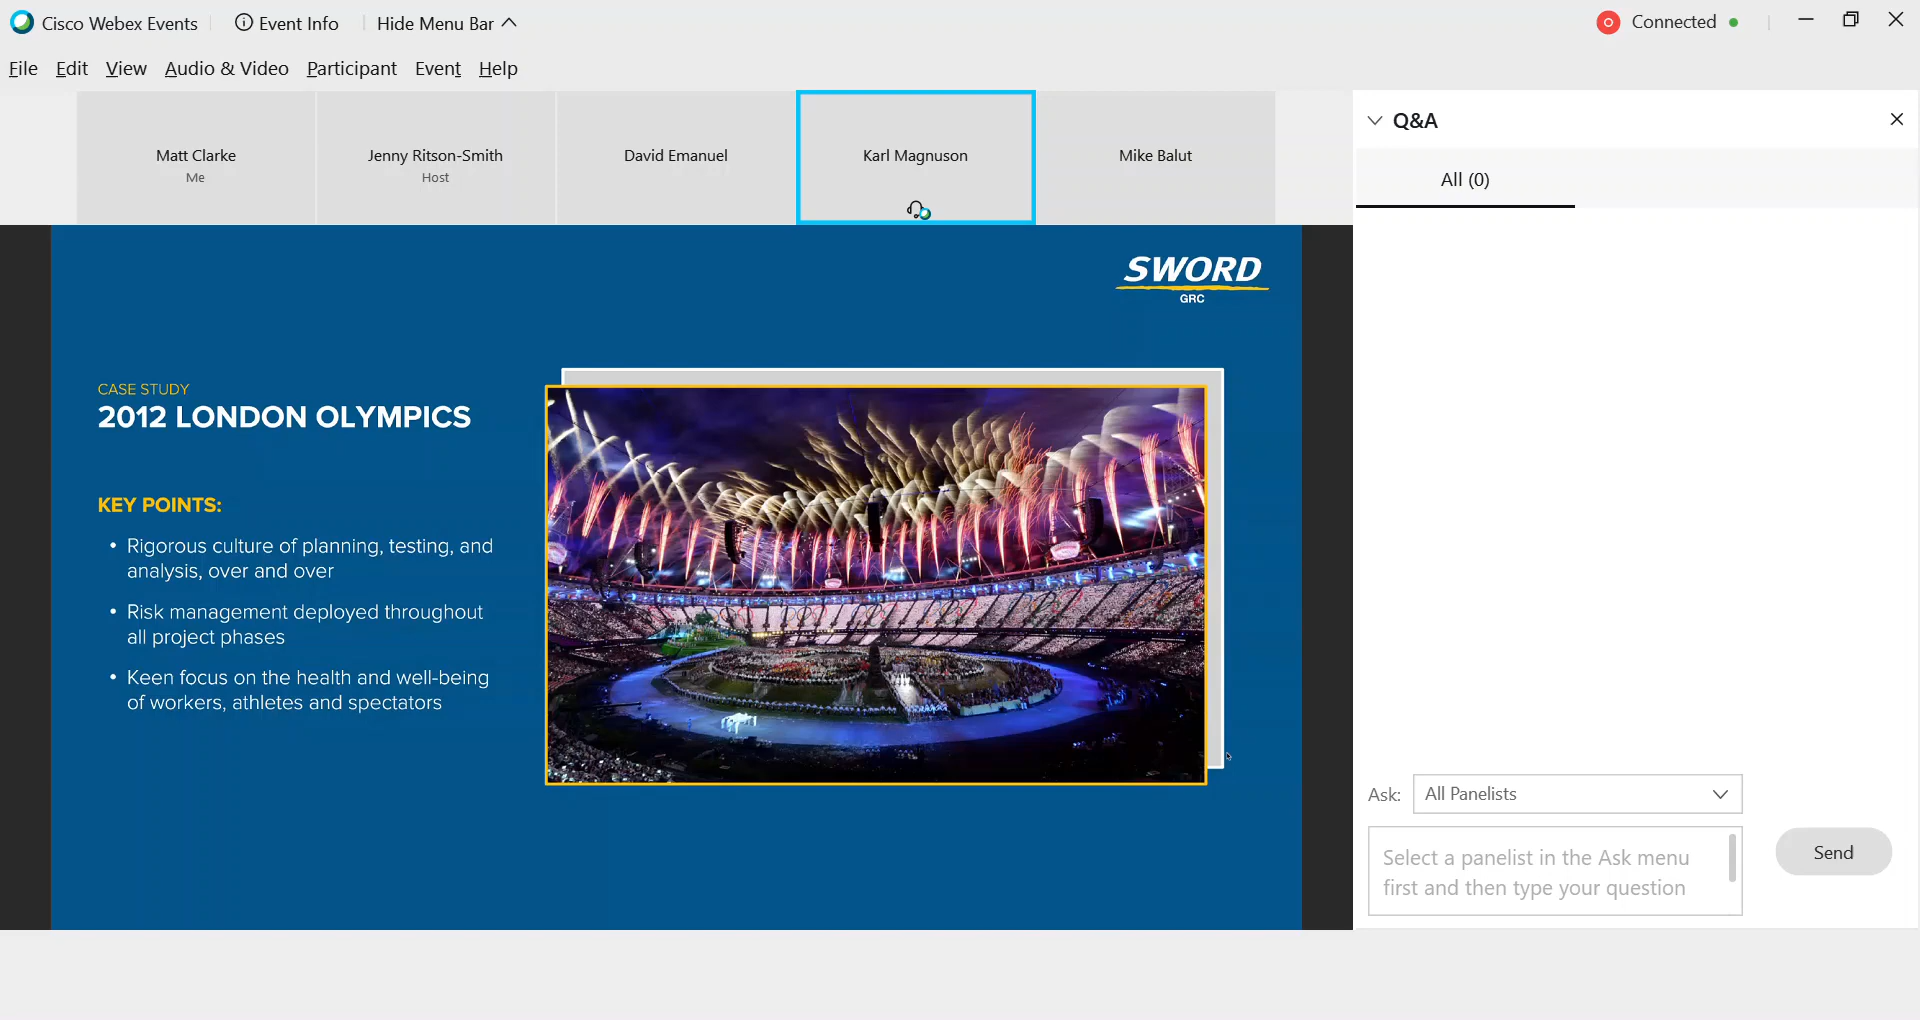 Cisco Webex Events
Event Info
Hide Menu Bar
Connected
File Edit View Audio & Video Participant Event Help
Matt Clarke
Me
Jenny Ritson-Smith
Host
David Emanuel
Karl Magnuson
Mike Balut
SWORD
GRC
CASE STUDY
2012 LONDON OLYMPICS
KEY POINTS:
• Rigorous culture of planning, testing, and
analysis, over and over
• Risk management deployed throughout
all project phases
• Keen focus on the health and well-being
of workers, athletes and spectators
Q&A
All (0)
Ask: All Panelists
Select a panelist in the Ask menu
first and then type your question
Send